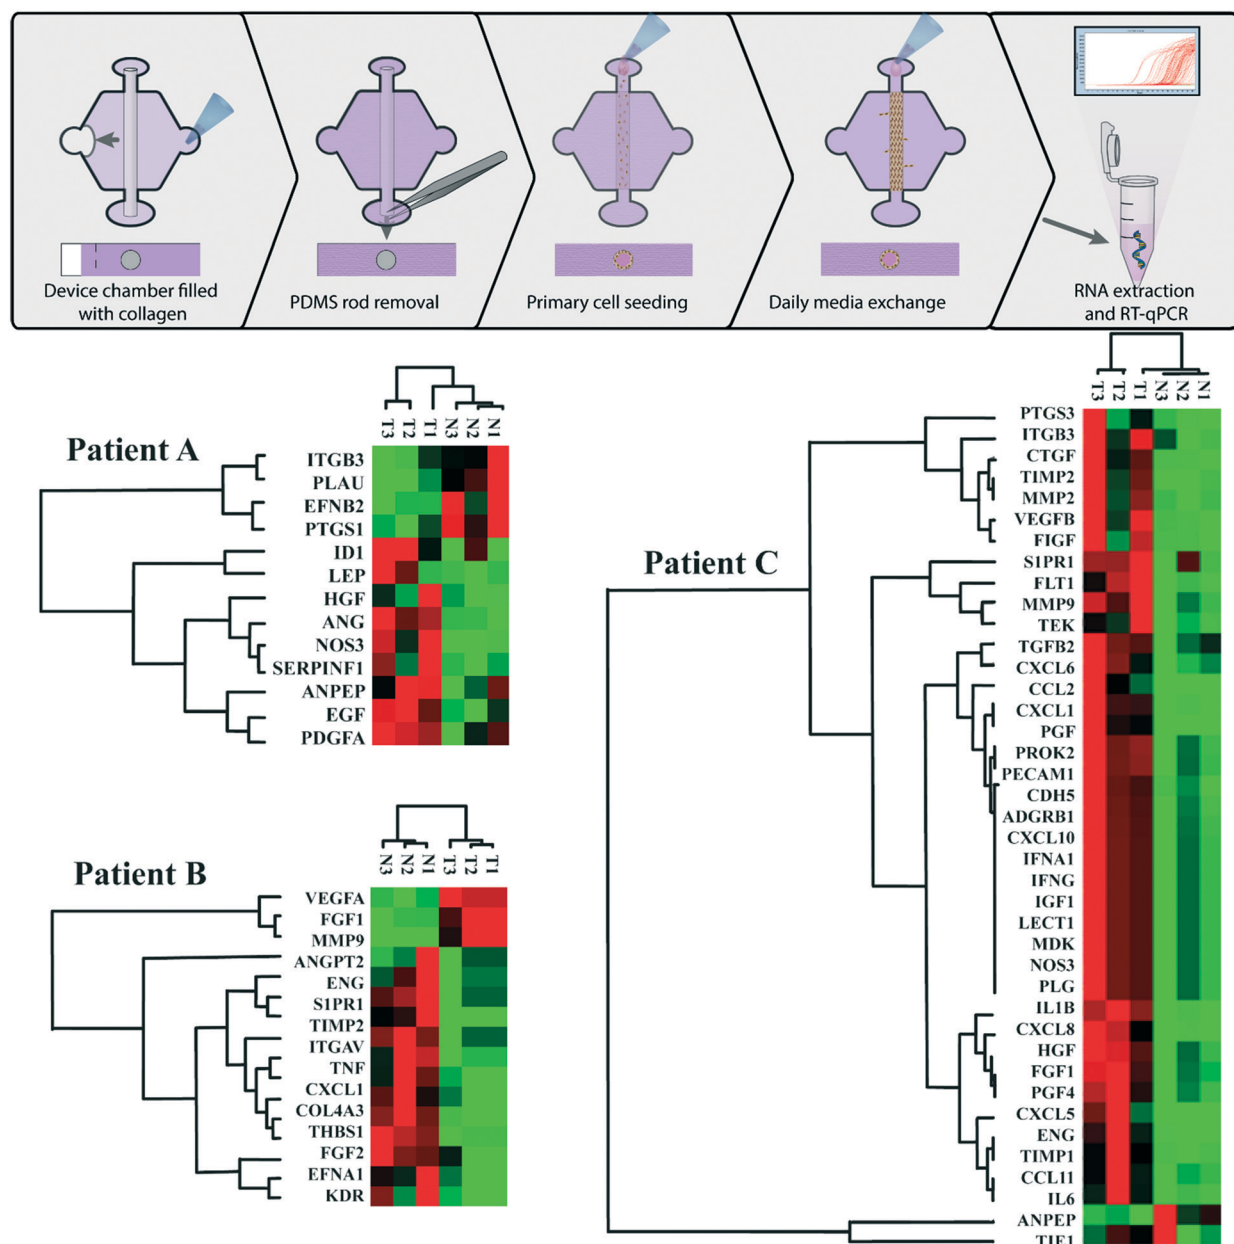 Device chamber filled
with collagen
PDMS rod removal
Primary cell seeding
Daily media exchange
RNA extraction
and RT-qPCR
Patient A
T3 T2 T1 N3 N2 N1
ITGB3
PLAU
EFNB2
PTGS1
ID1
LEP
HGF
ANG
NOS3
SERPINF1
ANPEP
EGF
PDGFA
Patient B
N3 N2 N1 T3 T2 T1
VEGFA
FGF1
MMP9
ANGPT2
ENG
S1PR1
TIMP2
ITGAV
TNF
CXCL1
COL4A3
THBS1
FGF2
EFNA1
KDR
Patient C
T3 T2 T1 N3 N2 N1
PTGS3
ITGB3
CTGF
TIMP2
MMP2
VEGFB
FIGF
S1PR1
FLT1
MMP9
TEK
TGFB2
CXCL6
CCL2
CXCL1
PGF
PROK2
PECAM1
CDH5
ADGRB1
CXCL10
IFNA1
IFNG
IGF1
LECT1
MDK
NOS3
PLG
IL1B
CXCL8
HGF
FGF1
PGF4
CXCL5
ENG
TIMP1
CCL11
IL6
ANPEP
TIE1